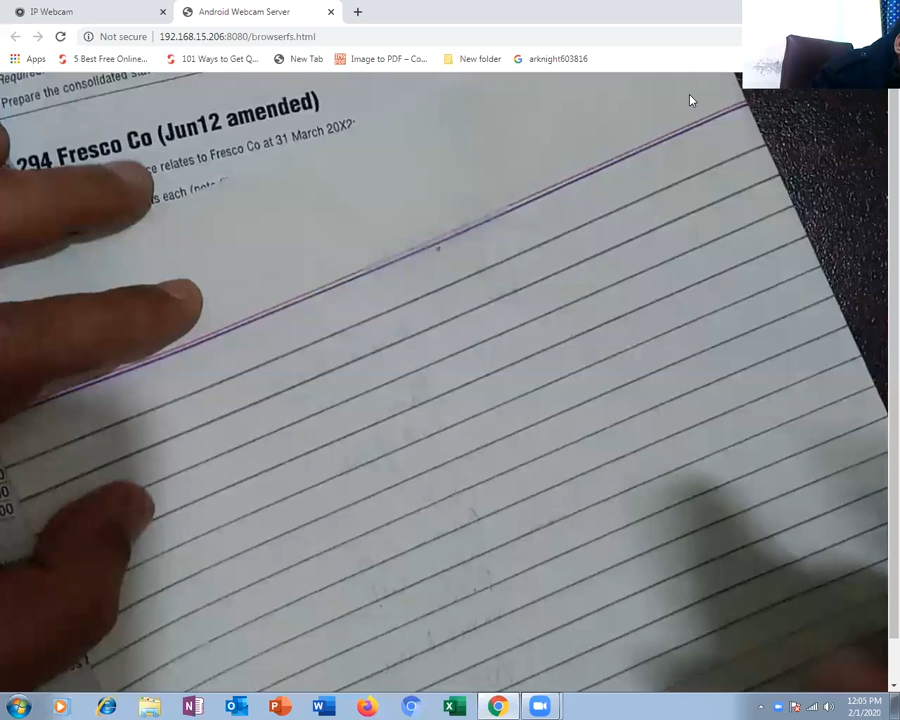 IP Webcam
Android Webcam Server
Not secure
192.168.15.206:8080/browserfs.html
Apps
5 Best Free Online...
101 Ways to Get Q...
New Tab
Image to PDF – Co...
New folder
arknight603816
Prepare the consolidated
294 Fresco Co (Jun12 amended)
relates to Fresco Co at 31 March 20X2:
each
00
12:05 PM
2/1/2020